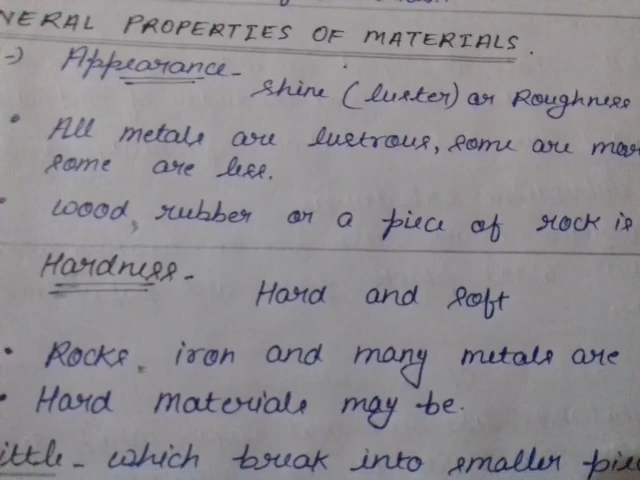 NERAL PROPERTIES OF MATERIALS.
-) Appearance- Shine (luster) or Roughness
• All metals are lustrous, some are mor
some are less.
• wood, rubber or a piece of rock is
Hardness- Hard and soft
• Rocks, iron and many metals are
• Hard materials may be.
ittle - which break into smaller piec